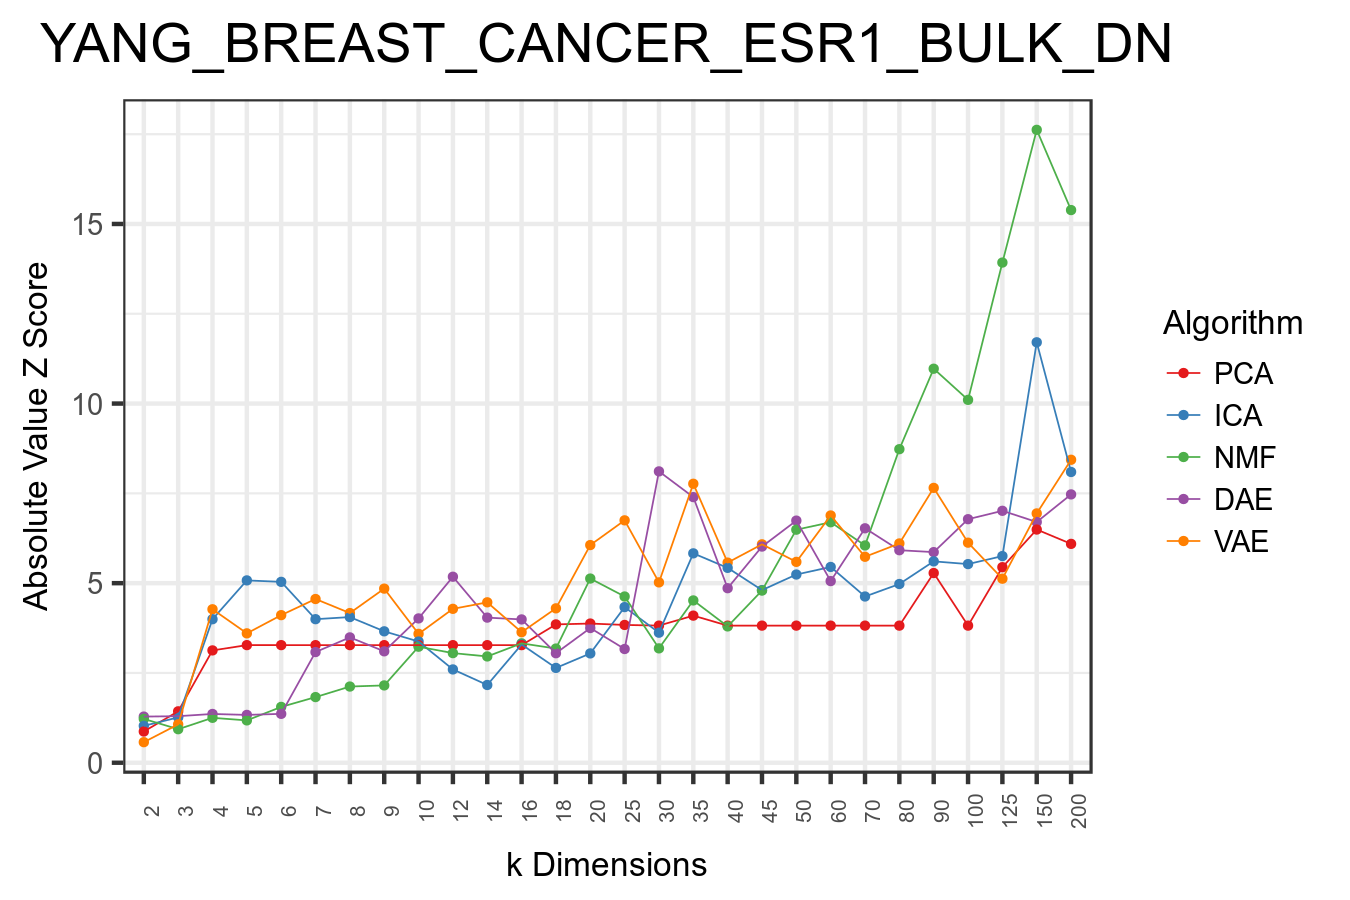 YANG_BREAST_CANCER_ESR1_BULK_DN
Absolute Value Z Score
15
10
5
0
2 3 4 5 6 7 8 9 10 12 14 16 18 20 25 30 35 40 45 50 60 70 80 90 100 125 150 200
k Dimensions
Algorithm
PCA
ICA
NMF
DAE
VAE